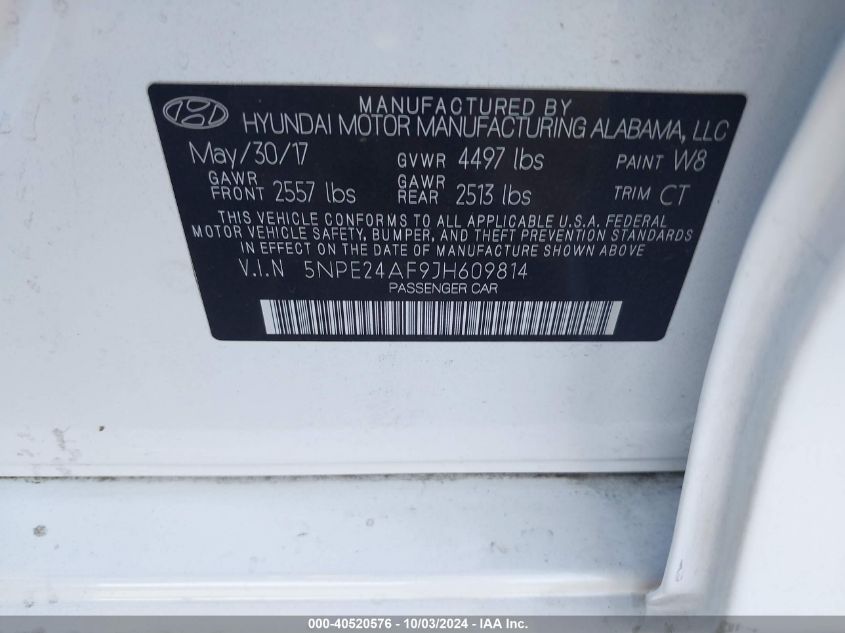 MANUFACTURED BY
HYUNDAI MOTOR MANUFACTURING ALABAMA, LLC
May/30/17 GVWR 4497 lbs PAINT W8
GAWR FRONT 2557 lbs GAWR REAR 2513 lbs TRIM CT
THIS VEHICLE CONFORMS TO ALL APPLICABLE U.S.A. FEDERAL
MOTOR VEHICLE SAFETY, BUMPER, AND THEFT PREVENTION STANDARDS
IN EFFECT ON THE DATE OF MANUFACTURE SHOWN ABOVE
V.I.N 5NPE24AF9JH609814
PASSENGER CAR
000-40520576 - 10/03/2024 - IAA Inc.